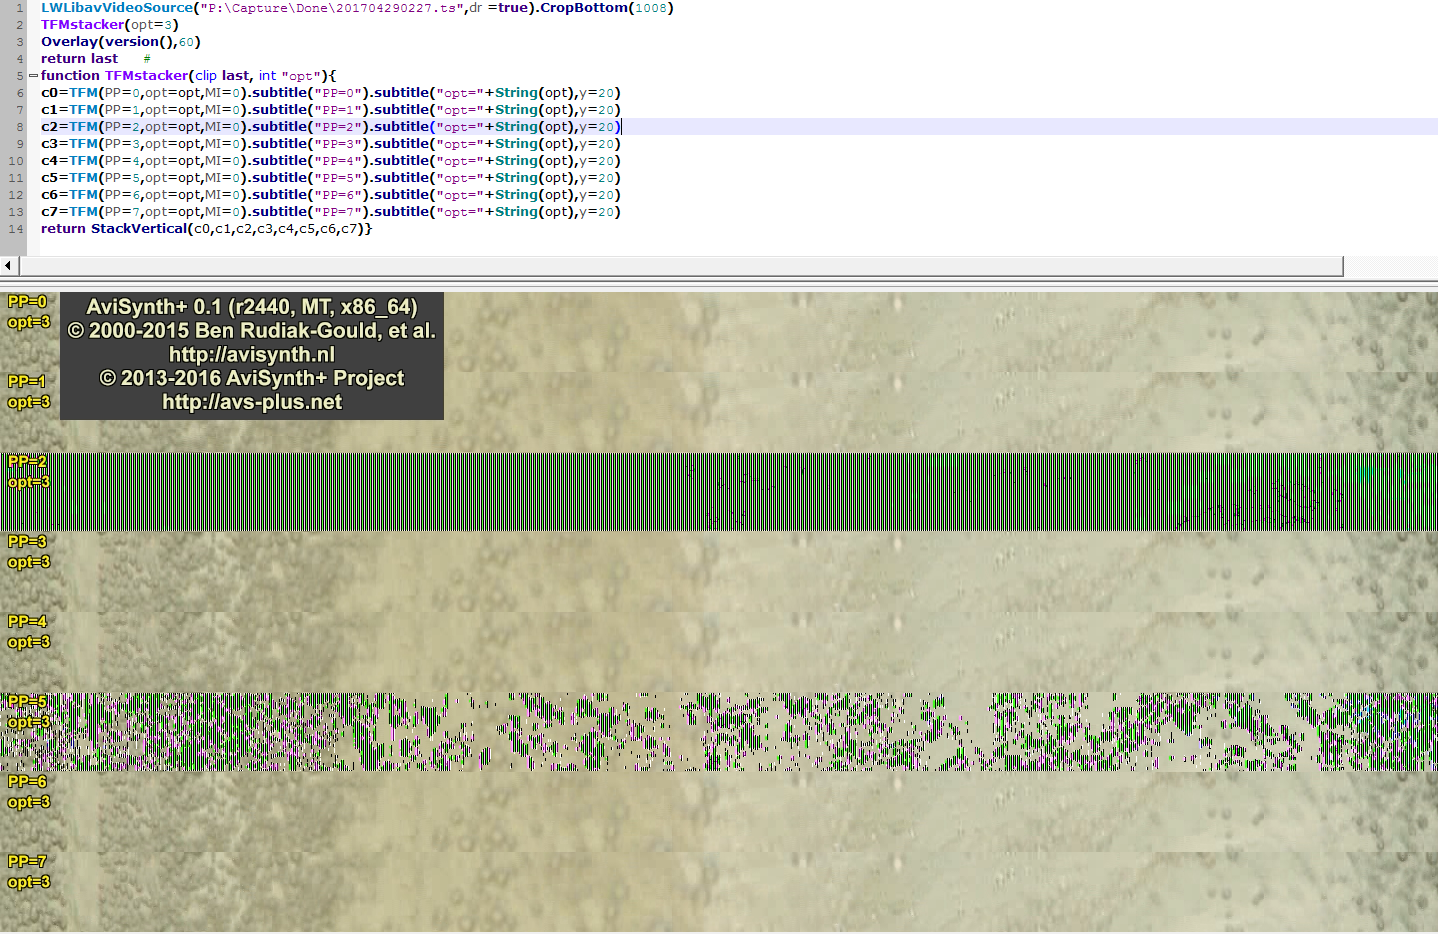 1 LWLibavVideoSource("P:\Capture\Done\201704290227.ts",dr =true).CropBottom(1008)
2 TFMstacker(opt=3)
3 Overlay(version(),60)
4 return last   #
5 function TFMstacker(clip last, int "opt"){
6 c0=TFM(PP=0,opt=opt,MI=0).subtitle("PP=0").subtitle("opt="+String(opt),y=20)
7 c1=TFM(PP=1,opt=opt,MI=0).subtitle("PP=1").subtitle("opt="+String(opt),y=20)
8 c2=TFM(PP=2,opt=opt,MI=0).subtitle("PP=2").subtitle("opt="+String(opt),y=20)
9 c3=TFM(PP=3,opt=opt,MI=0).subtitle("PP=3").subtitle("opt="+String(opt),y=20)
10 c4=TFM(PP=4,opt=opt,MI=0).subtitle("PP=4").subtitle("opt="+String(opt),y=20)
11 c5=TFM(PP=5,opt=opt,MI=0).subtitle("PP=5").subtitle("opt="+String(opt),y=20)
12 c6=TFM(PP=6,opt=opt,MI=0).subtitle("PP=6").subtitle("opt="+String(opt),y=20)
13 c7=TFM(PP=7,opt=opt,MI=0).subtitle("PP=7").subtitle("opt="+String(opt),y=20)
14 return StackVertical(c0,c1,c2,c3,c4,c5,c6,c7)}
PP=0
opt=3
AviSynth+ 0.1 (r2440, MT, x86_64)
© 2000-2015 Ben Rudiak-Gould, et al.
http://avisynth.nl
© 2013-2016 AviSynth+ Project
http://avs-plus.net
PP=1
opt=3
PP=2
opt=3
PP=3
opt=3
PP=4
opt=3
PP=5
opt=3
PP=6
opt=3
PP=7
opt=3